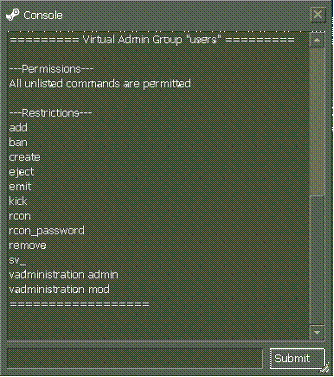 Console
========= Virtual Admin Group "users" =========
---Permissions---
All unlisted commands are permitted
---Restrictions---
add
ban
create
eject
emit
kick
rcon
rcon_password
remove
sv_
vadministration admin
vadministration mod
==================
Submit